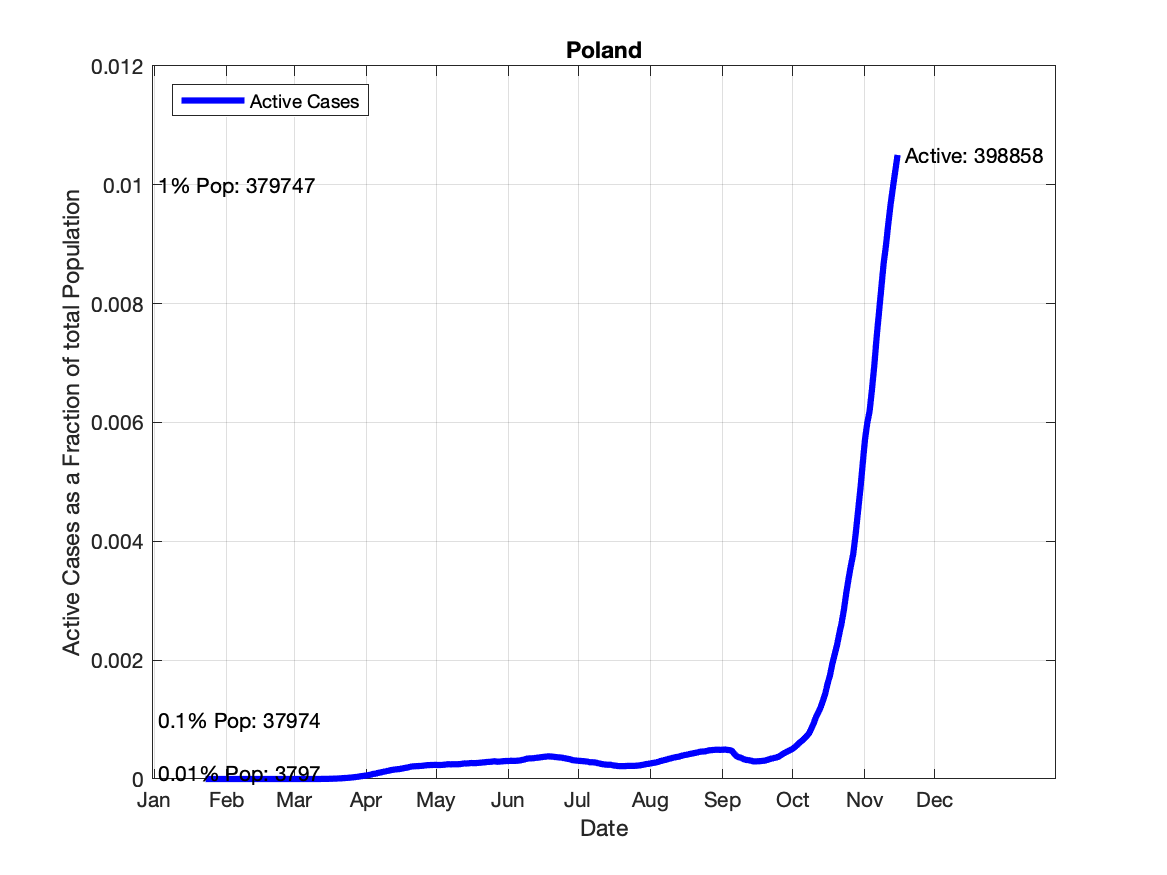 Poland
0.012
Active Cases
Active: 398858
0.01
1% Pop: 379747
0.008
0.006
0.004
0.002
0.1% Pop: 37974
0
0.01% Pop: 3797
Active Cases as a Fraction of total Population
Jan Feb Mar Apr May Jun Jul Aug Sep Oct Nov Dec
Date